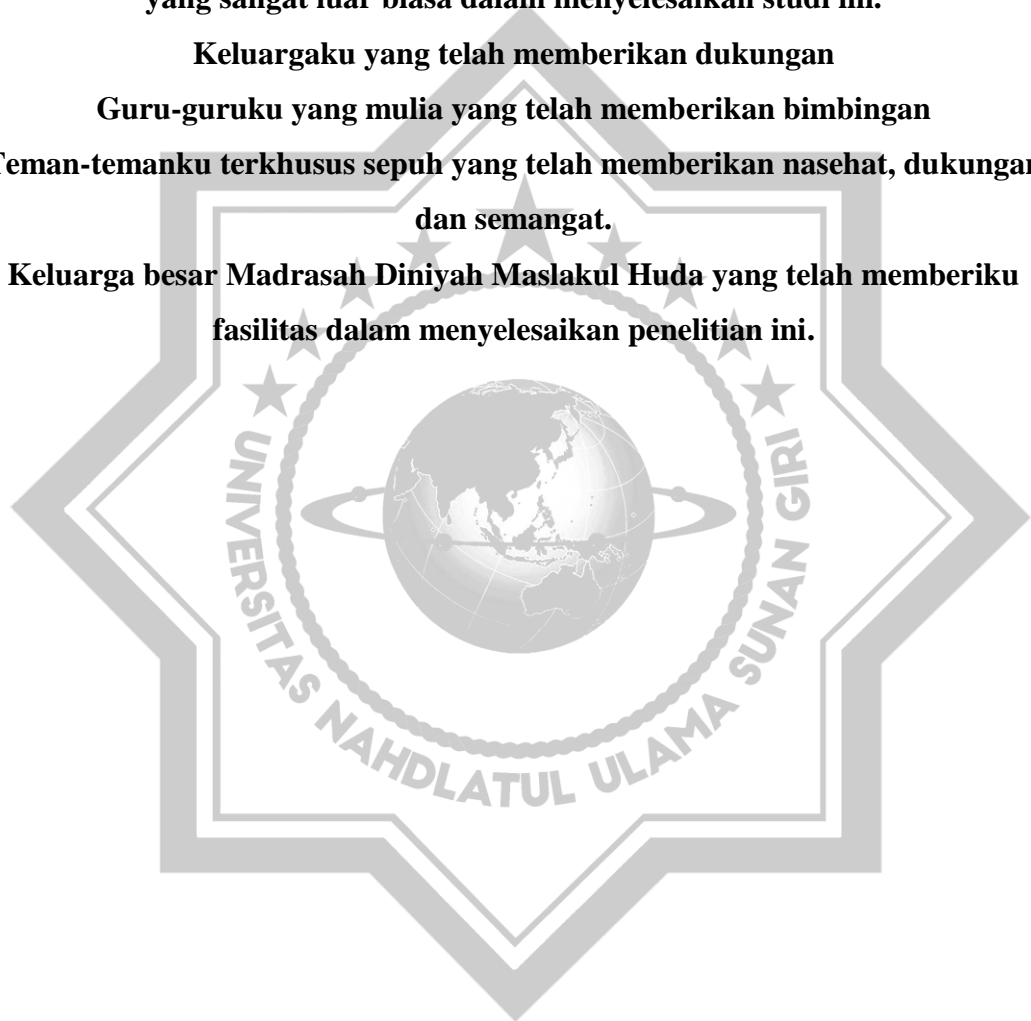 yang sangat luar biasa dalam menyelesaikan studi ini.
Keluargaku yang telah memberikan dukungan
Guru-guruku yang mulia yang telah memberikan bimbingan
Teman-temanku terkhusus sepuh yang telah memberikan nasehat, dukungan
dan semangat.
Keluarga besar Madrasah Diniyah Maslakul Huda yang telah memberiku
fasilitas dalam menyelesaikan penelitian ini.
UNIVERSITAS NAHDLATUL ULAMA SUNAN GIRI